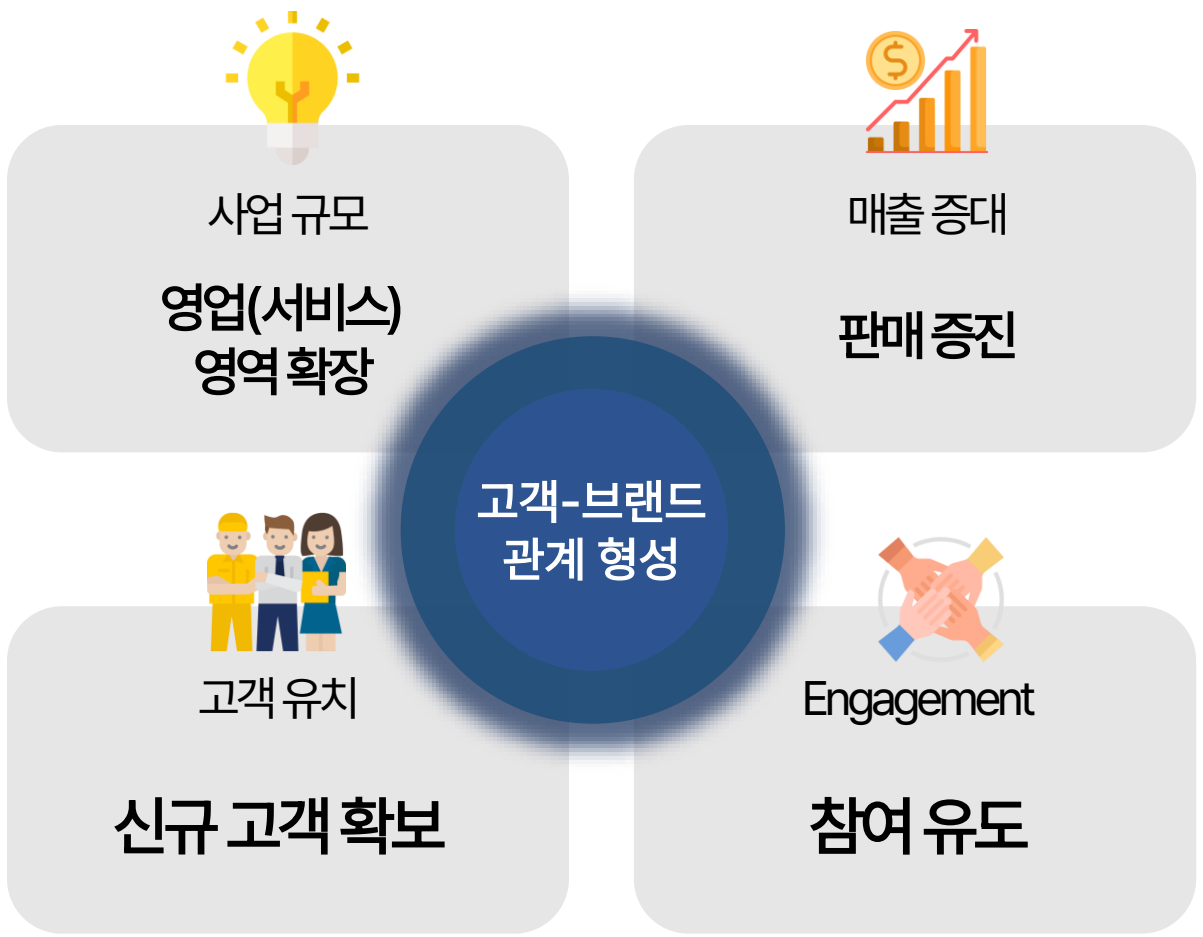 사업 규모
영업(서비스)
영역 확장
매출 증대
판매 증진
고객-브랜드
관계 형성
고객 유치
신규 고객 확보
Engagement
참여 유도